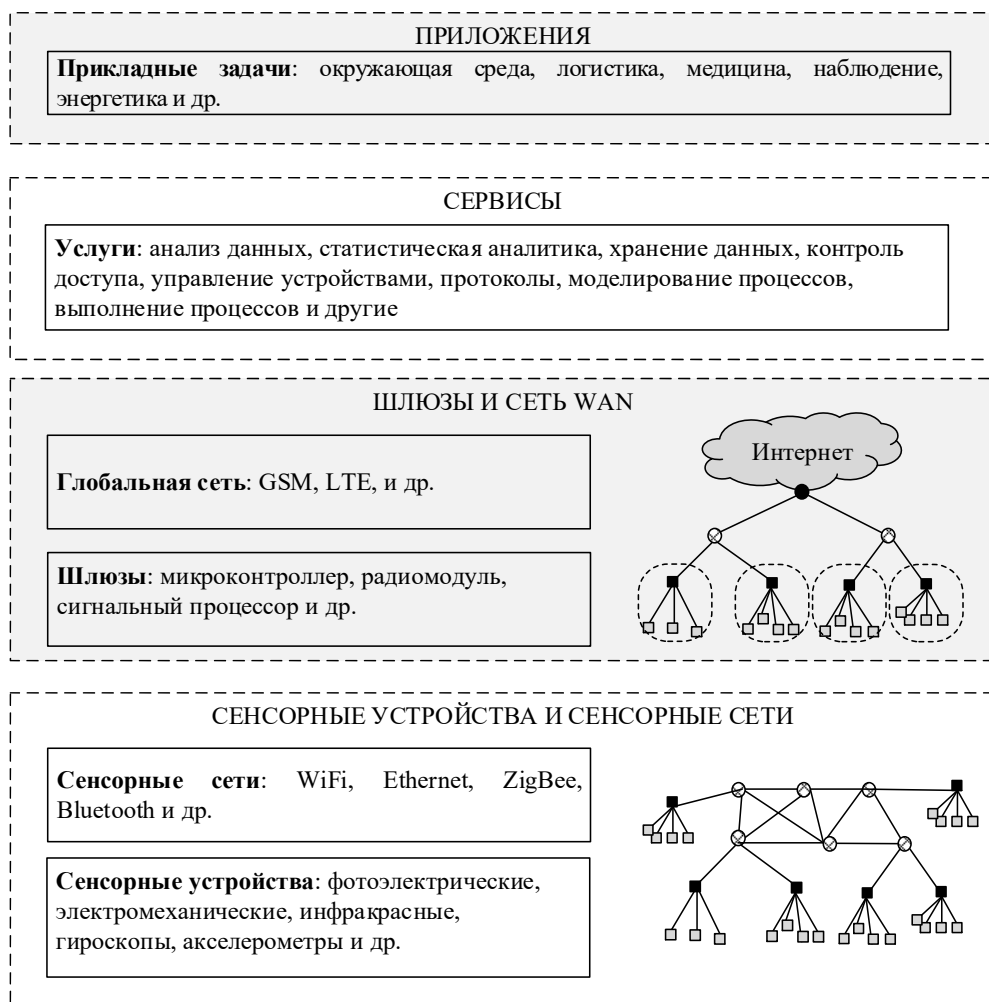 ПРИЛОЖЕНИЯ
Прикладные задачи: окружающая среда, логистика, медицина, наблюдение,
энергетика и др.
СЕРВИСЫ
Услуги: анализ данных, статистическая аналитика, хранение данных, контроль
доступа, управление устройствами, протоколы, моделирование процессов,
выполнение процессов и другие
ШЛЮЗЫ И СЕТЬ WAN
Глобальная сеть: GSM, LTE, и др.
Интернет
Шлюзы: микроконтроллер, радиомодуль,
сигнальный процессор и др.
СЕНСОРНЫЕ УСТРОЙСТВА И СЕНСОРНЫЕ СЕТИ
Сенсорные сети: WiFi, Ethernet, ZigBee,
Bluetooth и др.
Сенсорные устройства: фотоэлектрические,
электромеханические, инфракрасные,
гироскопы, акселерометры и др.